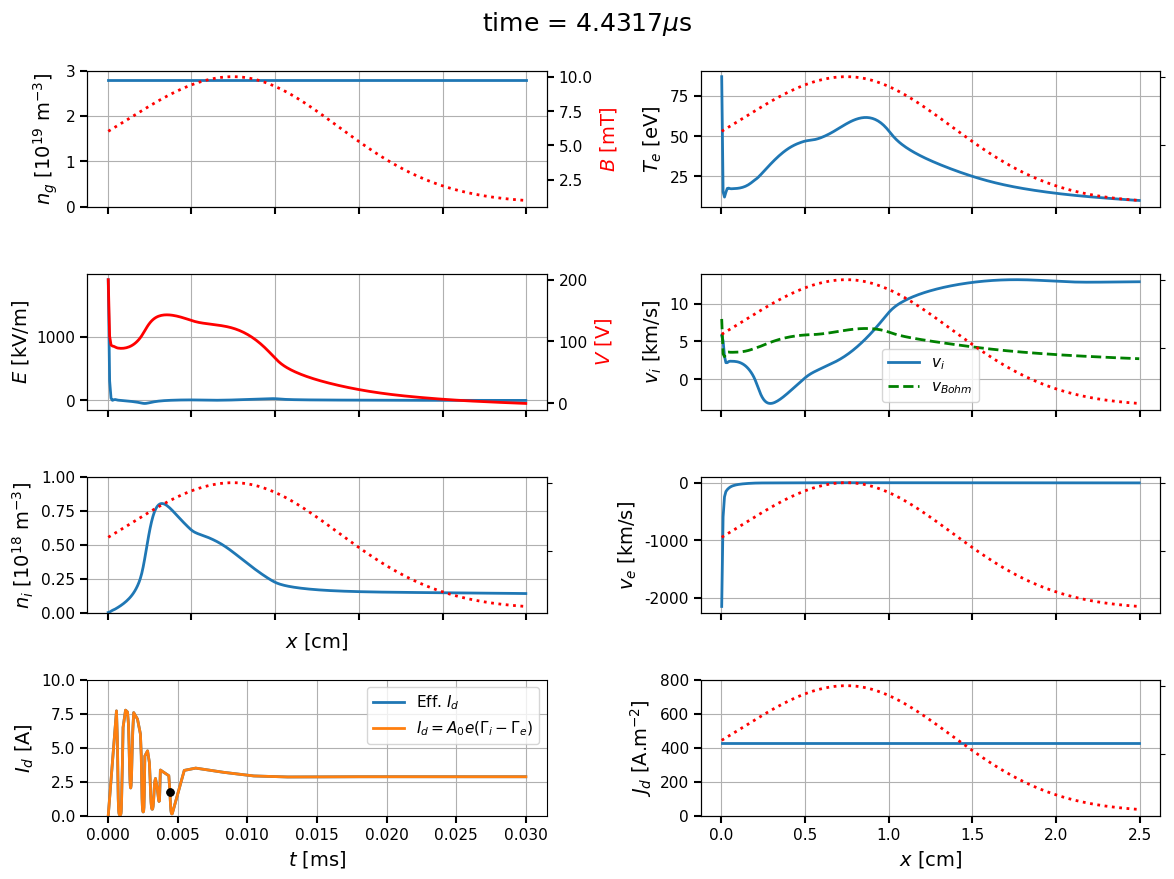 time = 4.4317μs
3
2
1
0
n_g [10^19 m^−3]
10.0
7.5
5.0
2.5
B [mT]
75
50
25
T_e [eV]
1000
0
E [kV/m]
200
100
0
V [V]
10
5
0
v_i [km/s]
v_i
v_Bohm
1.00
0.75
0.50
0.25
0.00
n_i [10^18 m^−3]
x [cm]
0
-1000
-2000
v_e [km/s]
10.0
7.5
5.0
2.5
0.0
I_d [A]
Eff. I_d
I_d = A_0e(Γ_i − Γ_e)
0.000 0.005 0.010 0.015 0.020 0.025 0.030
t [ms]
800
600
400
200
0
J_d [A.m^−2]
0.0 0.5 1.0 1.5 2.0 2.5
x [cm]